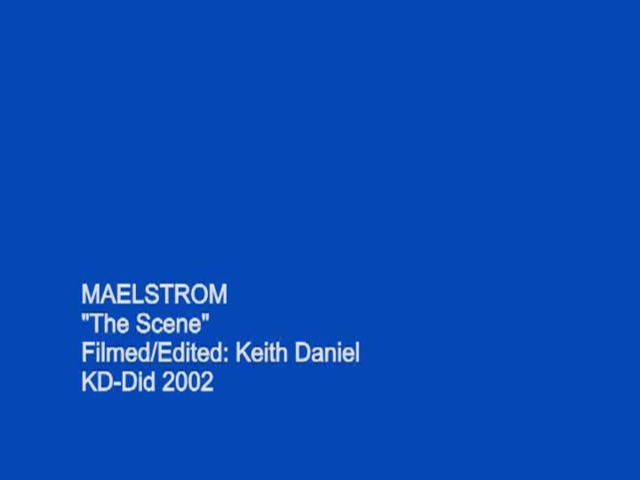 MAELSTROM
"The Scene"
Filmed/Edited: Keith Daniel
KD-Did 2002